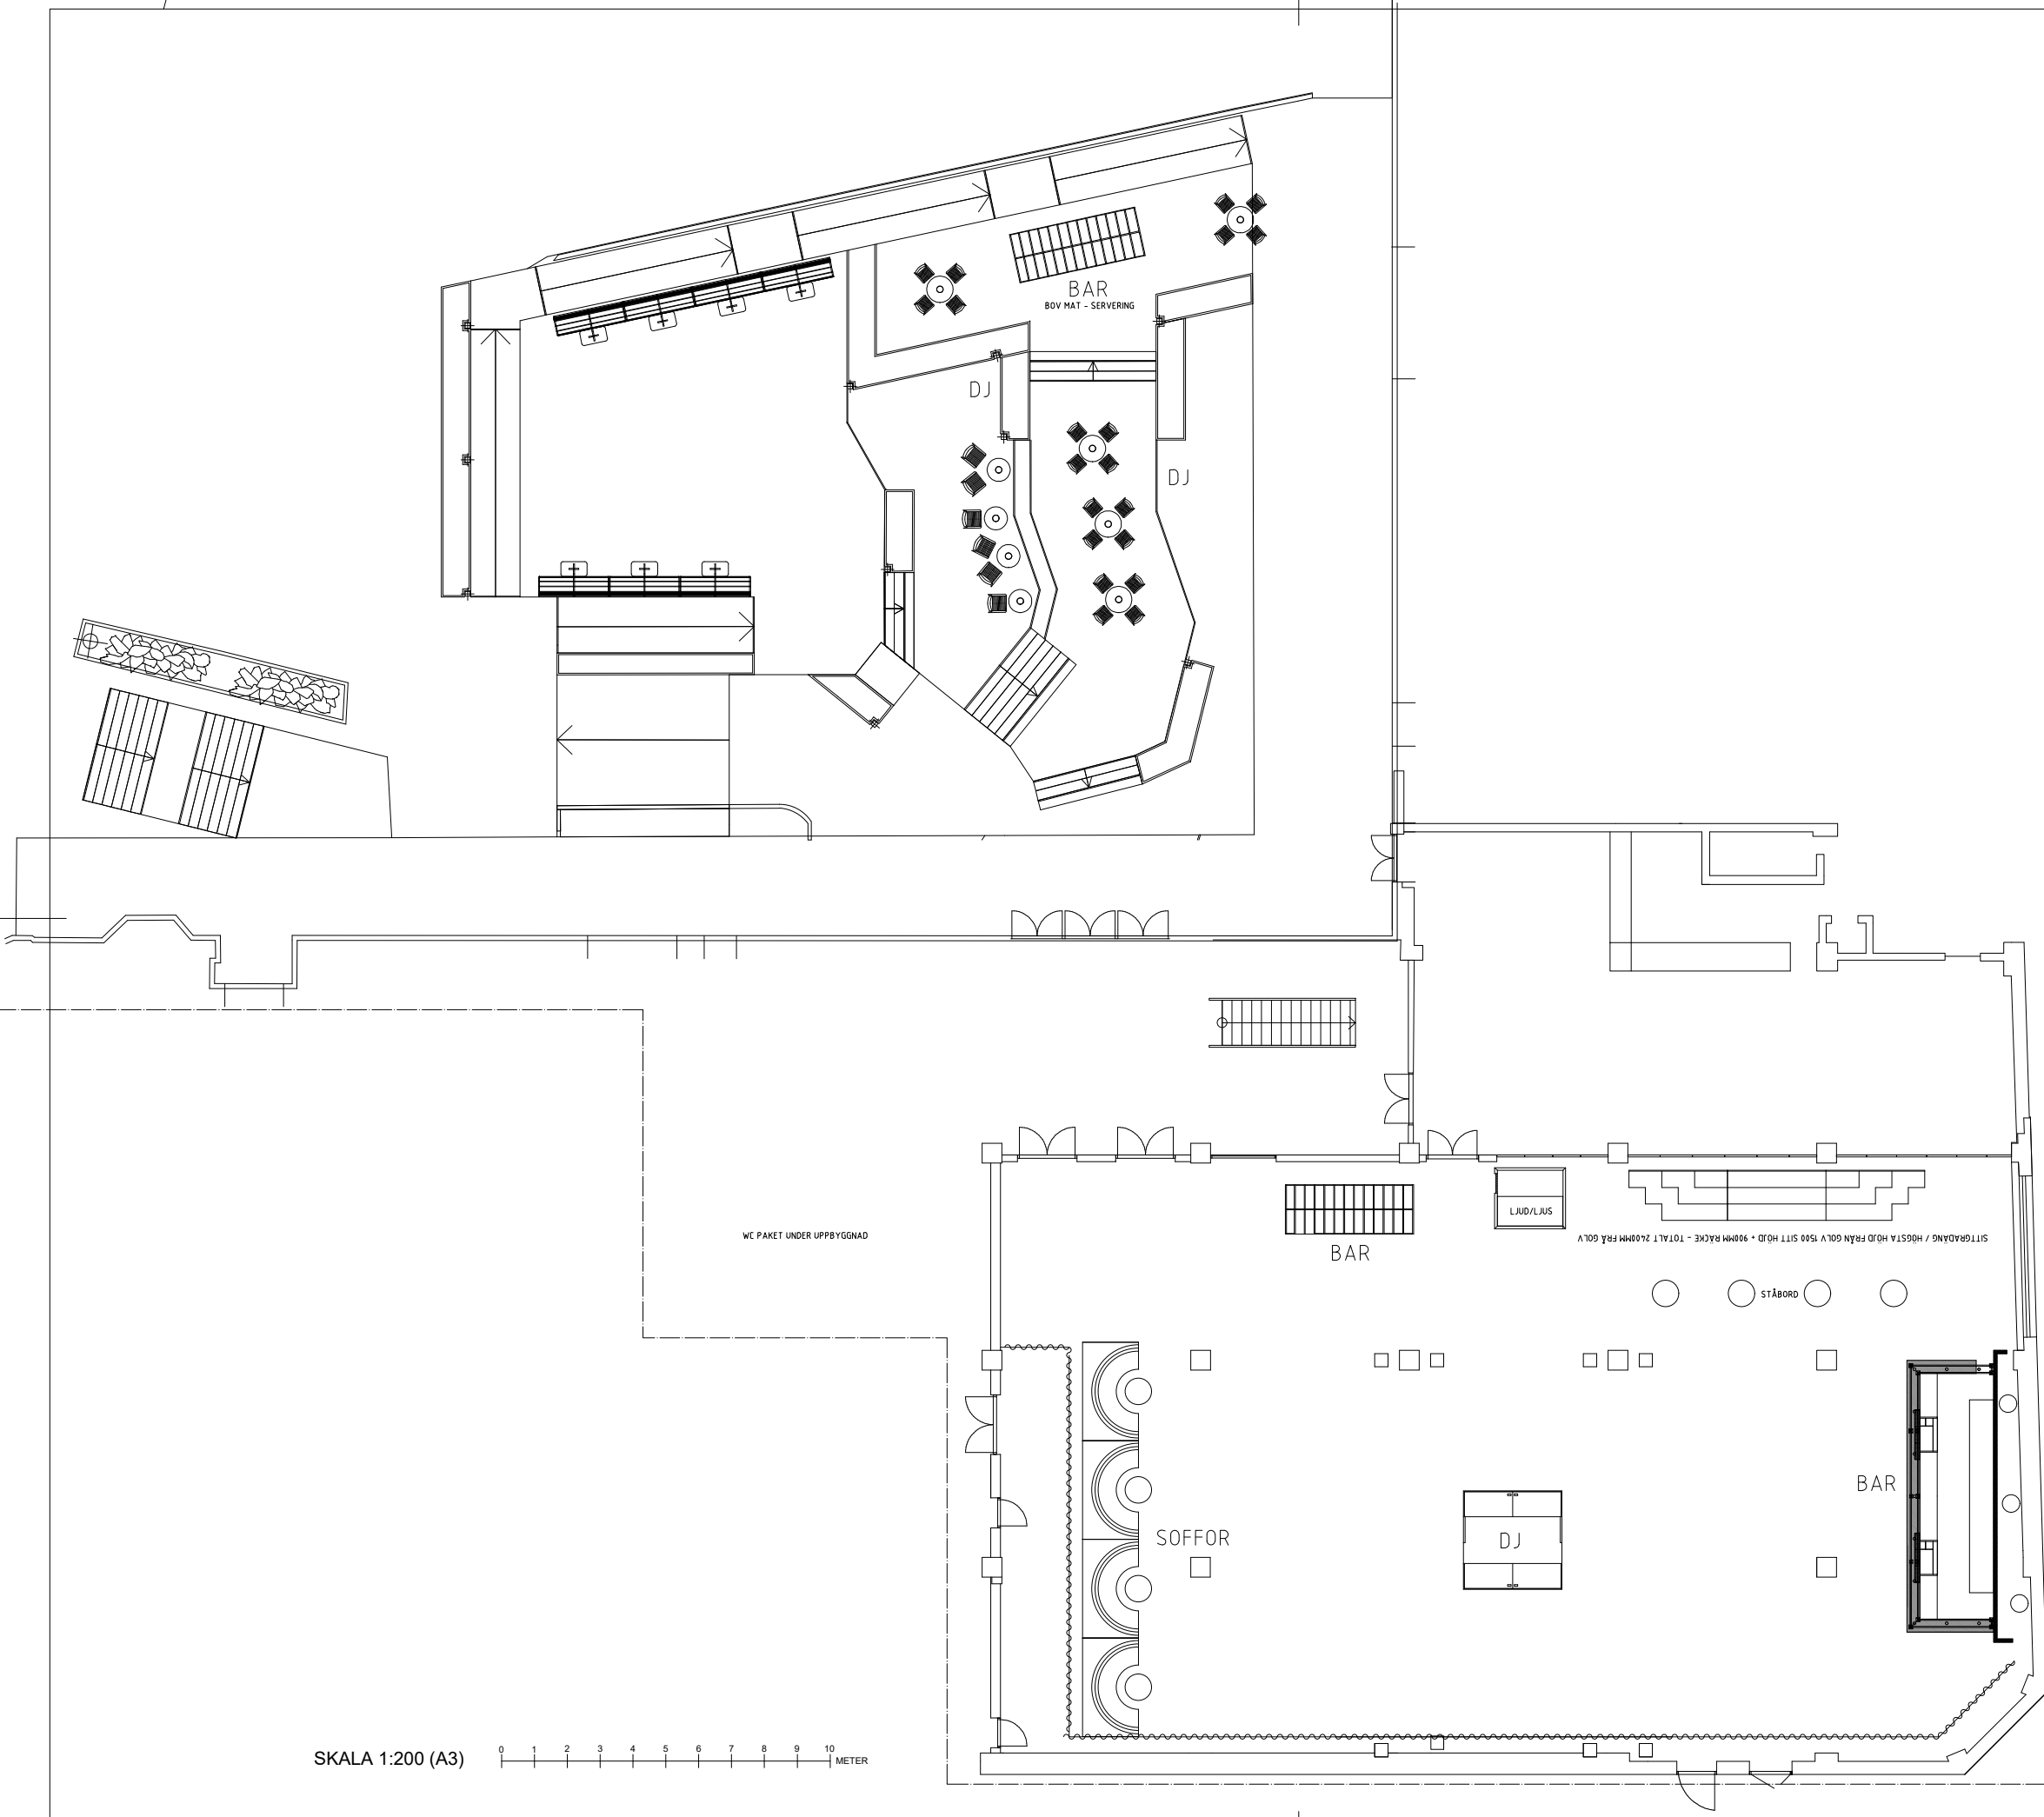 BAR
BOV MAT - SERVERING
DJ
DJ
LJUD/LJUS
WC PAKET UNDER UPPBYGGNAD
BAR
SITTGRADÄNG / HÖGSTA HÖJD FRÅN GOLV 1500 SITT HÖJD + 900MM RÄCKE - TOTALT 2400MM FRÅ GOLV
STÅBORD
BAR
SOFFOR
DJ
SKALA 1:200 (A3)
0 1 2 3 4 5 6 7 8 9 10
METER